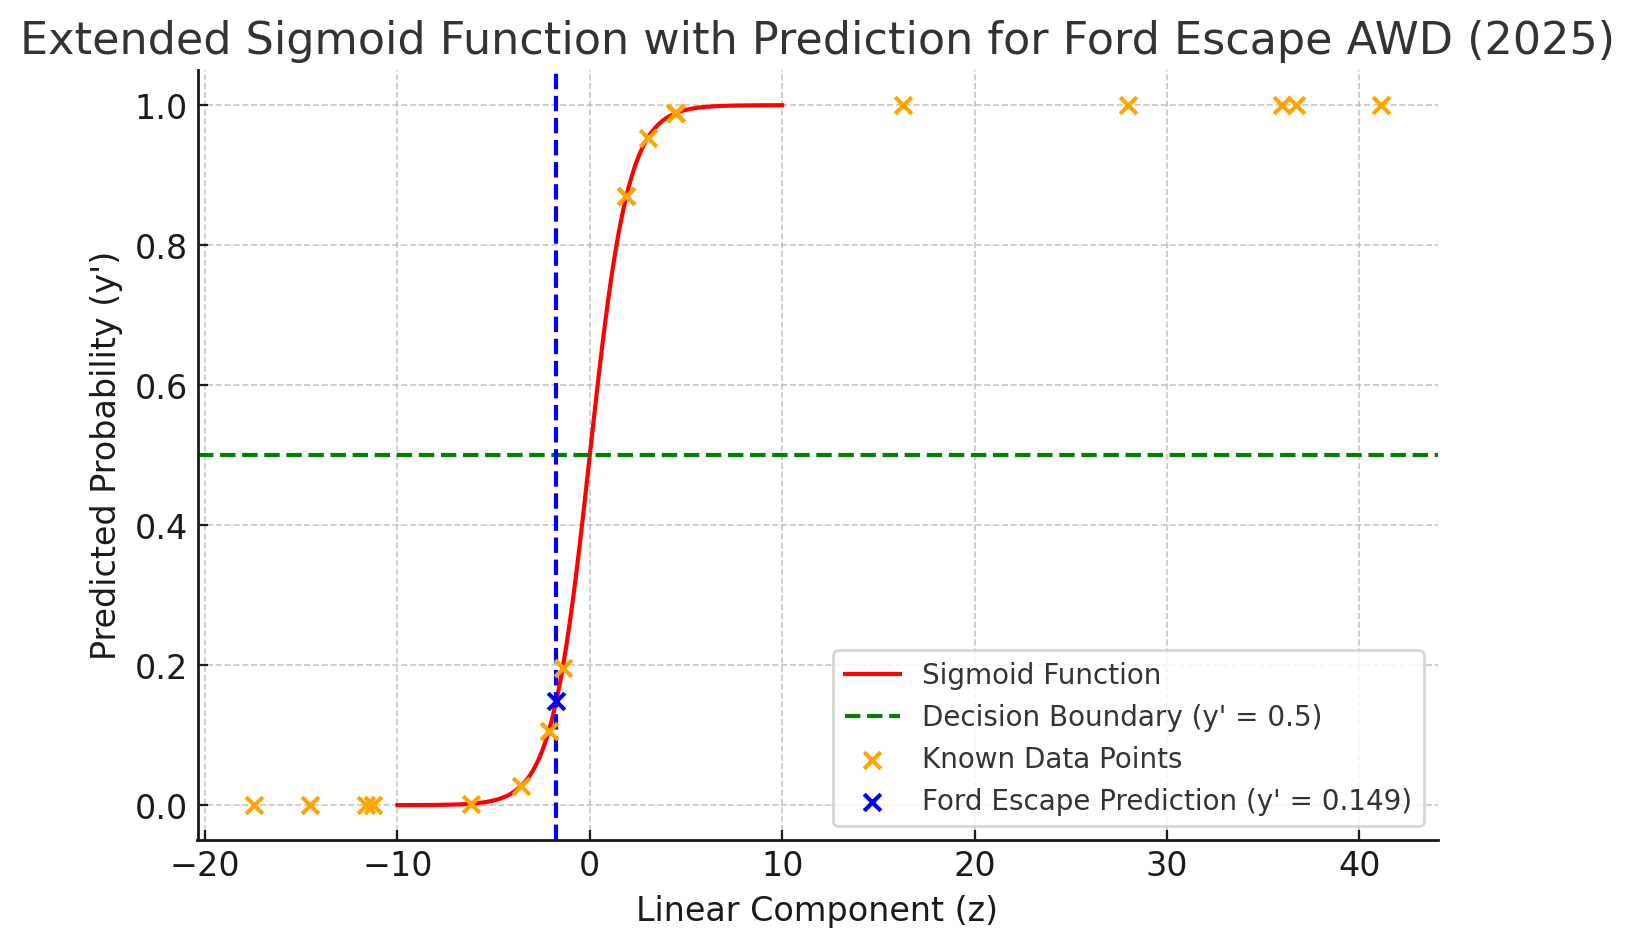 Extended Sigmoid Function with Prediction for Ford Escape AWD (2025)
1.0
0.8
0.6
0.4
0.2
0.0
Predicted Probability (y')
Sigmoid Function
Decision Boundary (y' = 0.5)
Known Data Points
Ford Escape Prediction (y' = 0.149)
−20 −10 0 10 20 30 40
Linear Component (z)